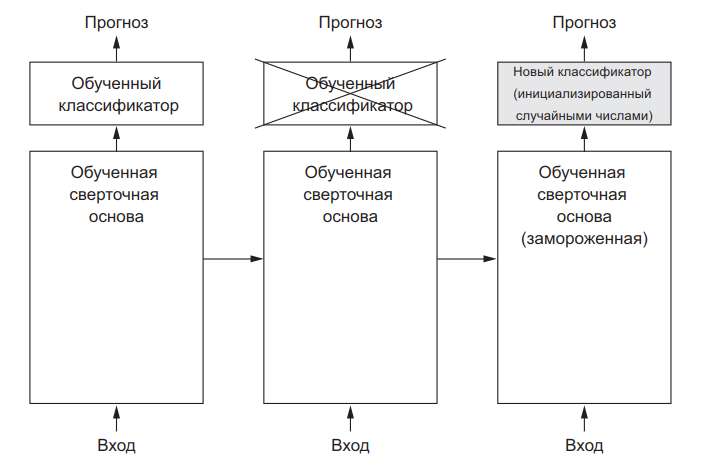 Прогноз
Обученный
классификатор
Обученная
сверточная
основа
Вход
Прогноз
Обученный
классификатор
Обученная
сверточная
основа
Вход
Прогноз
Новый классификатор
(инициализированный
случайными числами)
Обученная
сверточная
основа
(замороженная)
Вход